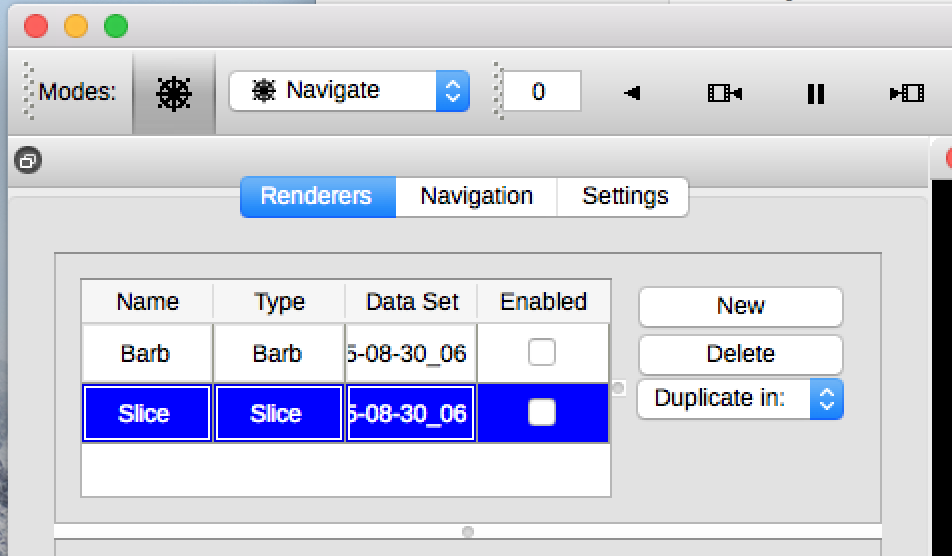 Modes: Navigate 0
Renderers Navigation Settings
Name Type Data Set Enabled
New
Barb Barb 5-08-30_06
Delete
Duplicate in:
Slice Slice 5-08-30_06